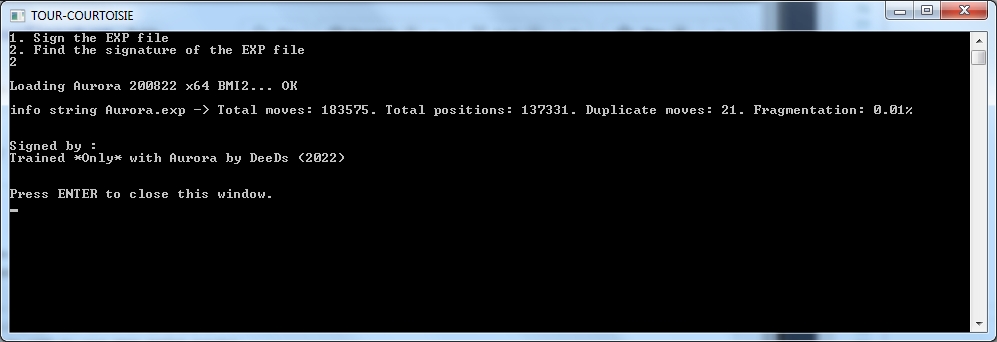 TOUR-COURTOISIE
1. Sign the EXP file
2. Find the signature of the EXP file
2
Loading Aurora 200822 x64 BMI2... OK
info string Aurora.exp -> Total moves: 183575. Total positions: 137331. Duplicate moves: 21. Fragmentation: 0.01%
Signed by :
Trained *Only* with Aurora by DeeDs (2022)
Press ENTER to close this window.